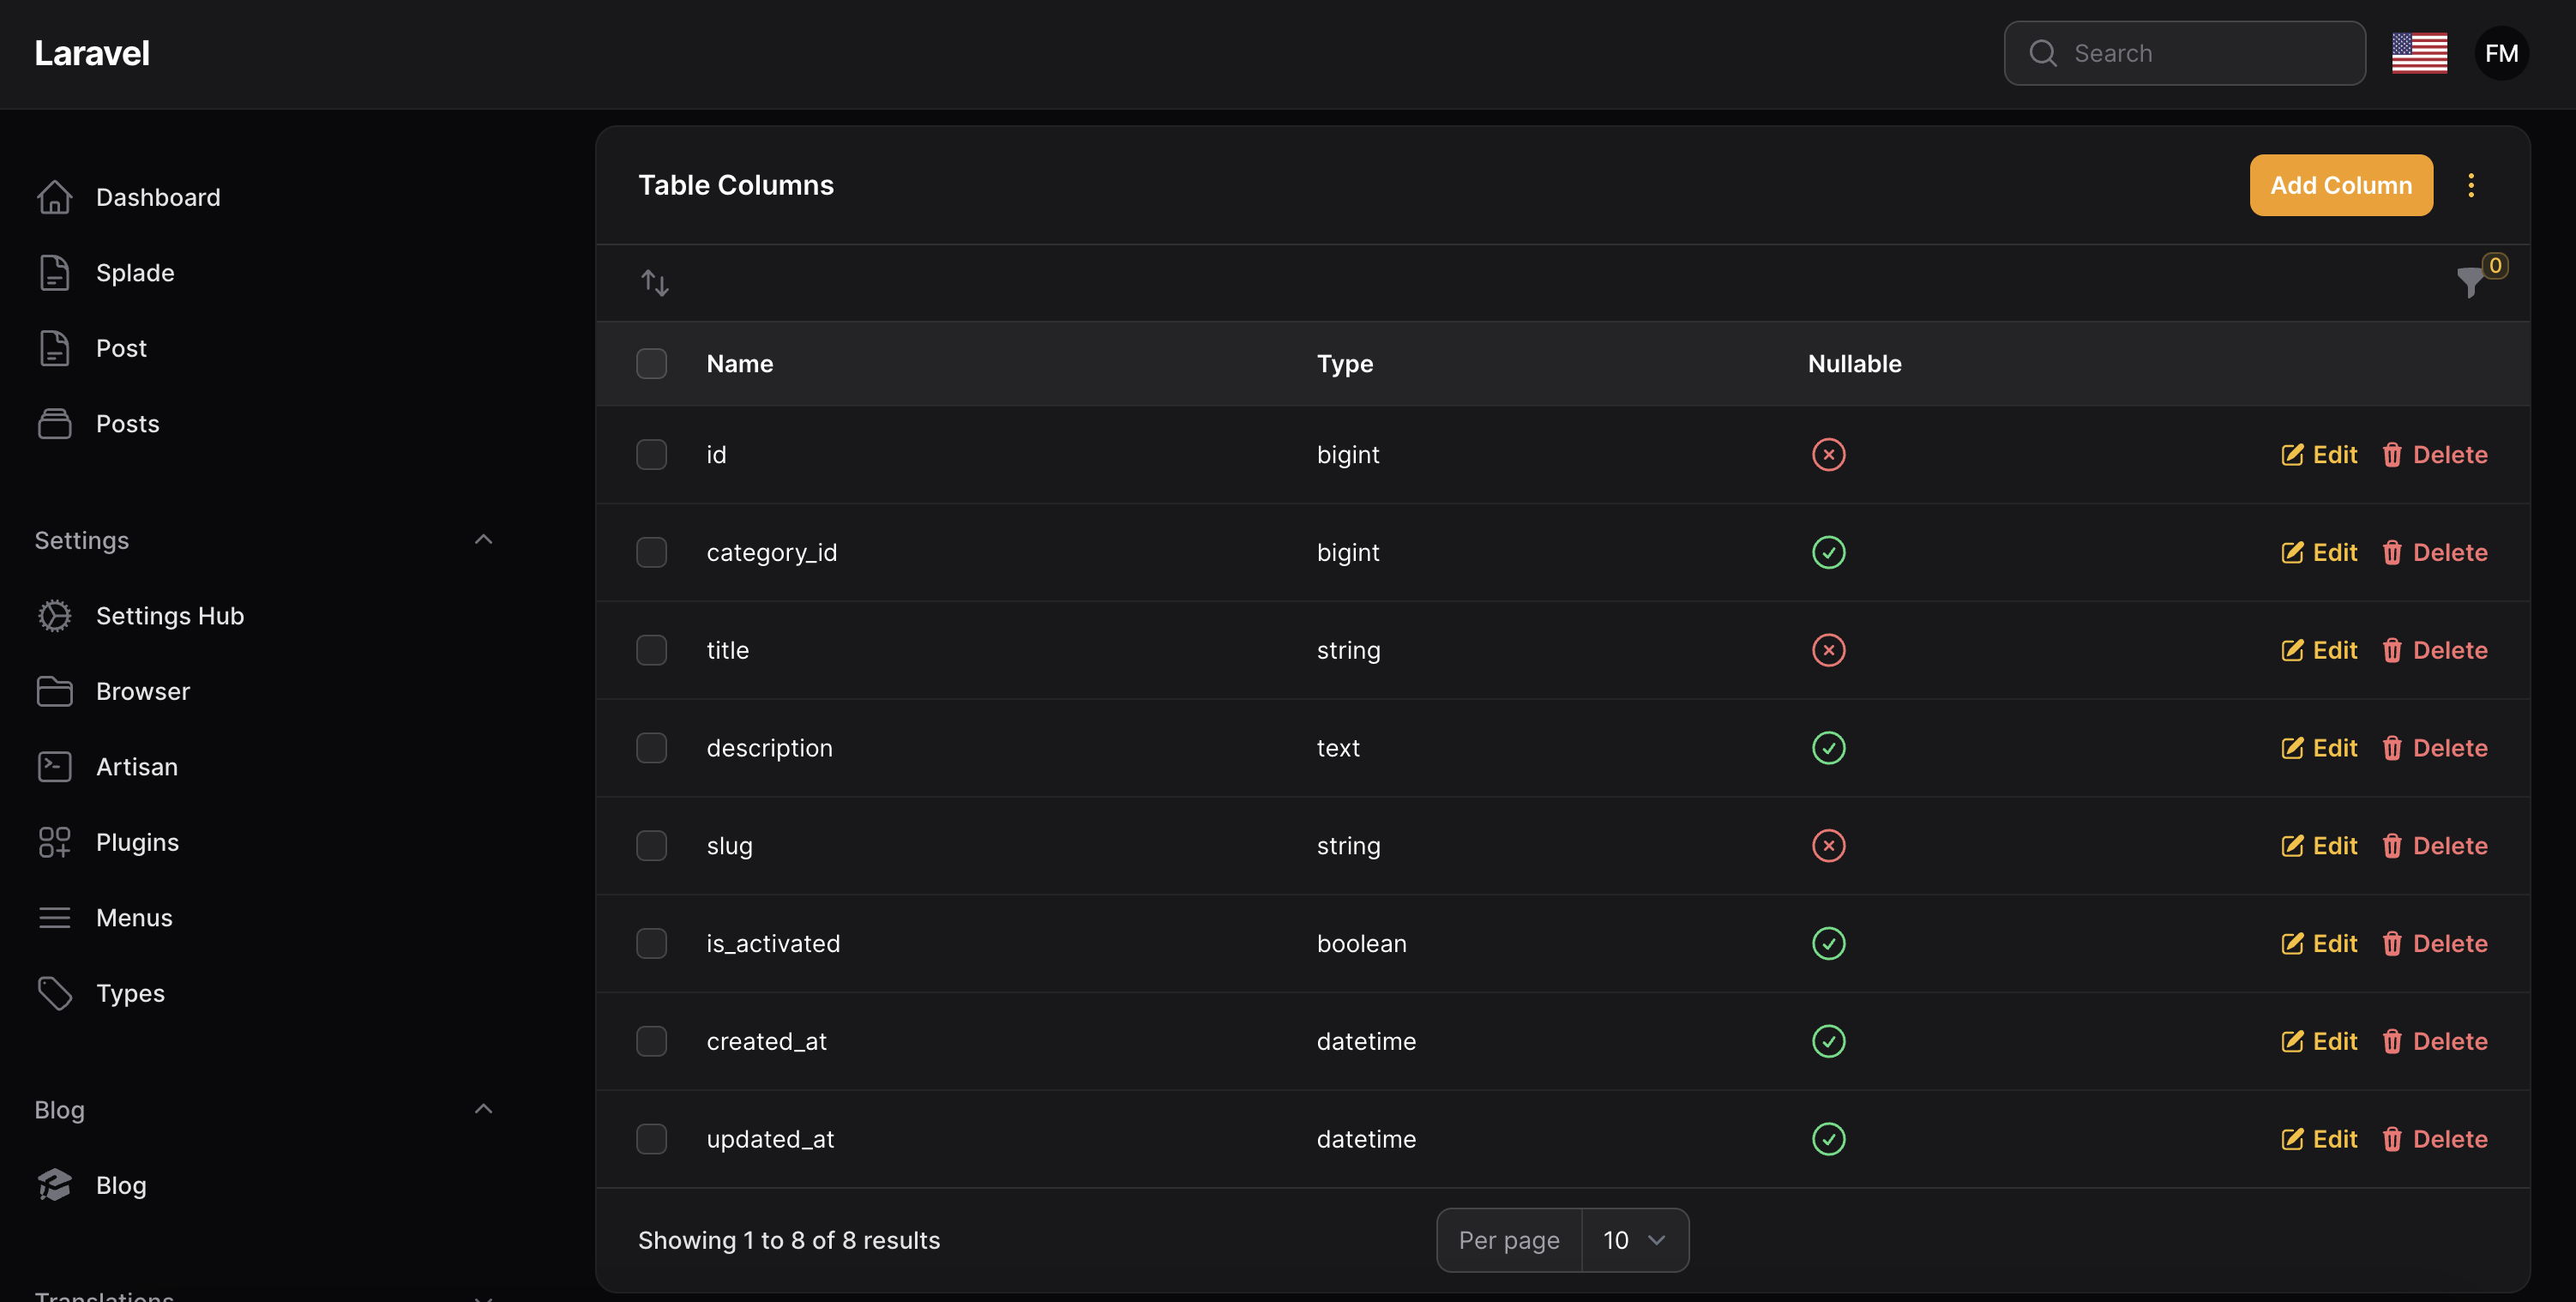 Laravel
Search
FM
Dashboard
Splade
Post
Posts
Settings
Settings Hub
Browser
Artisan
Plugins
Menus
Types
Blog
Blog
Translations
Table Columns
Add Column
0
Name Type Nullable
id bigint Edit Delete
category_id bigint Edit Delete
title string Edit Delete
description text Edit Delete
slug string Edit Delete
is_activated boolean Edit Delete
created_at datetime Edit Delete
updated_at datetime Edit Delete
Showing 1 to 8 of 8 results Per page 10